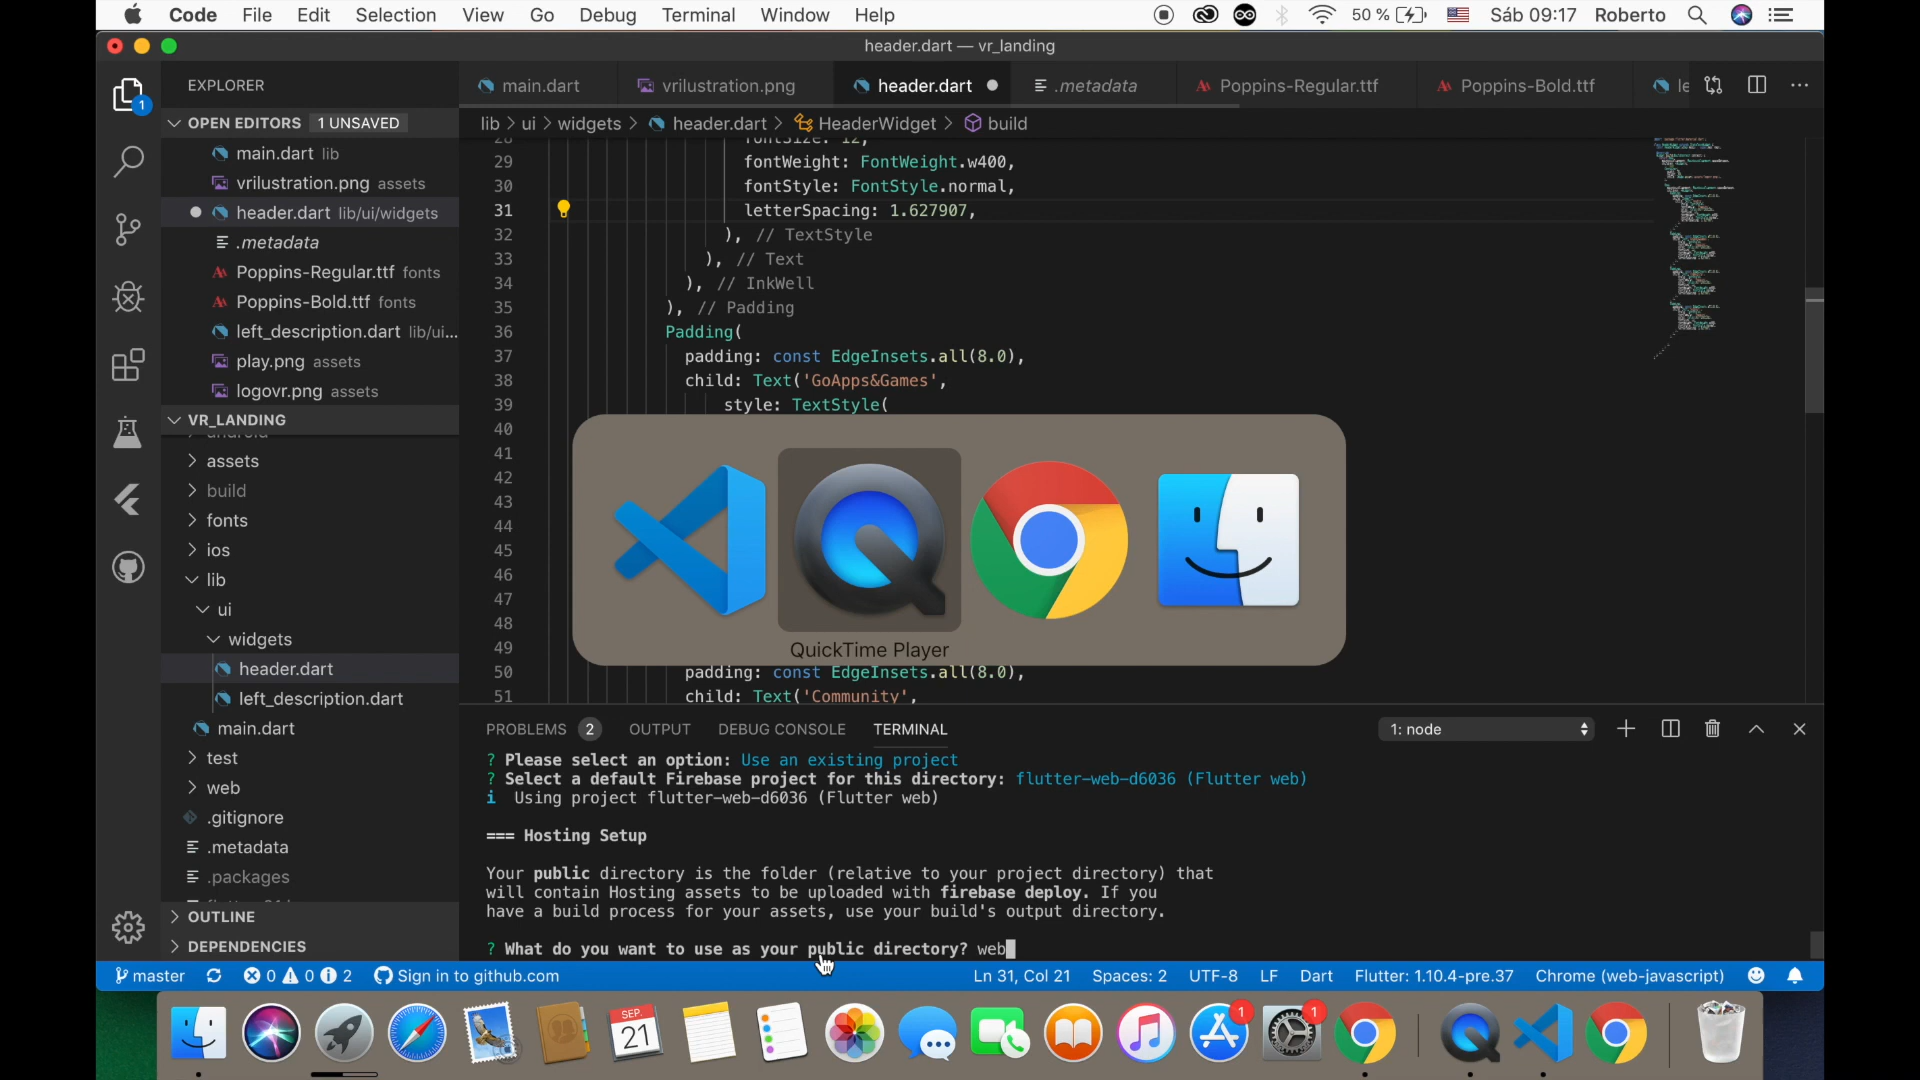 Code File Edit Selection View Go Debug Terminal Window Help 50 % Sáb 09:17 Roberto
header.dart — vr_landing
EXPLORER
main.dart vrilustration.png header.dart .metadata Poppins-Regular.ttf Poppins-Bold.ttf le
1
OPEN EDITORS 1 UNSAVED
main.dart lib
vrilustration.png assets
header.dart lib/ui/widgets
.metadata
Poppins-Regular.ttf fonts
Poppins-Bold.ttf fonts
left_description.dart lib/ui...
play.png assets
logovr.png assets
VR_LANDING
android
assets
build
fonts
ios
lib
ui
widgets
header.dart
left_description.dart
main.dart
test
web
.gitignore
.metadata
.packages
OUTLINE
DEPENDENCIES
lib > ui > widgets > header.dart > HeaderWidget > build
28 fontSize: 12,
29 fontWeight: FontWeight.w400,
30 fontStyle: FontStyle.normal,
31 letterSpacing: 1.627907,
32 ), // TextStyle
33 ), // Text
34 ), // InkWell
35 ), // Padding
36 Padding(
37 padding: const EdgeInsets.all(8.0),
38 child: Text('GoApps&Games',
39 style: TextStyle(
40
41
42
43
44
45
46
47
48
49
50 padding: const EdgeInsets.all(8.0),
51 child: Text('Community',
QuickTime Player
PROBLEMS 2 OUTPUT DEBUG CONSOLE TERMINAL 1: node
? Please select an option: Use an existing project
? Select a default Firebase project for this directory: flutter-web-d6036 (Flutter web)
i Using project flutter-web-d6036 (Flutter web)
=== Hosting Setup
Your public directory is the folder (relative to your project directory) that
will contain Hosting assets to be uploaded with firebase deploy. If you
have a build process for your assets, use your build's output directory.
? What do you want to use as your public directory? web
master 0 0 2 Sign in to github.com Ln 31, Col 21 Spaces: 2 UTF-8 LF Dart Flutter: 1.10.4-pre.37 Chrome (web-javascript)
SEP.
21
1
1